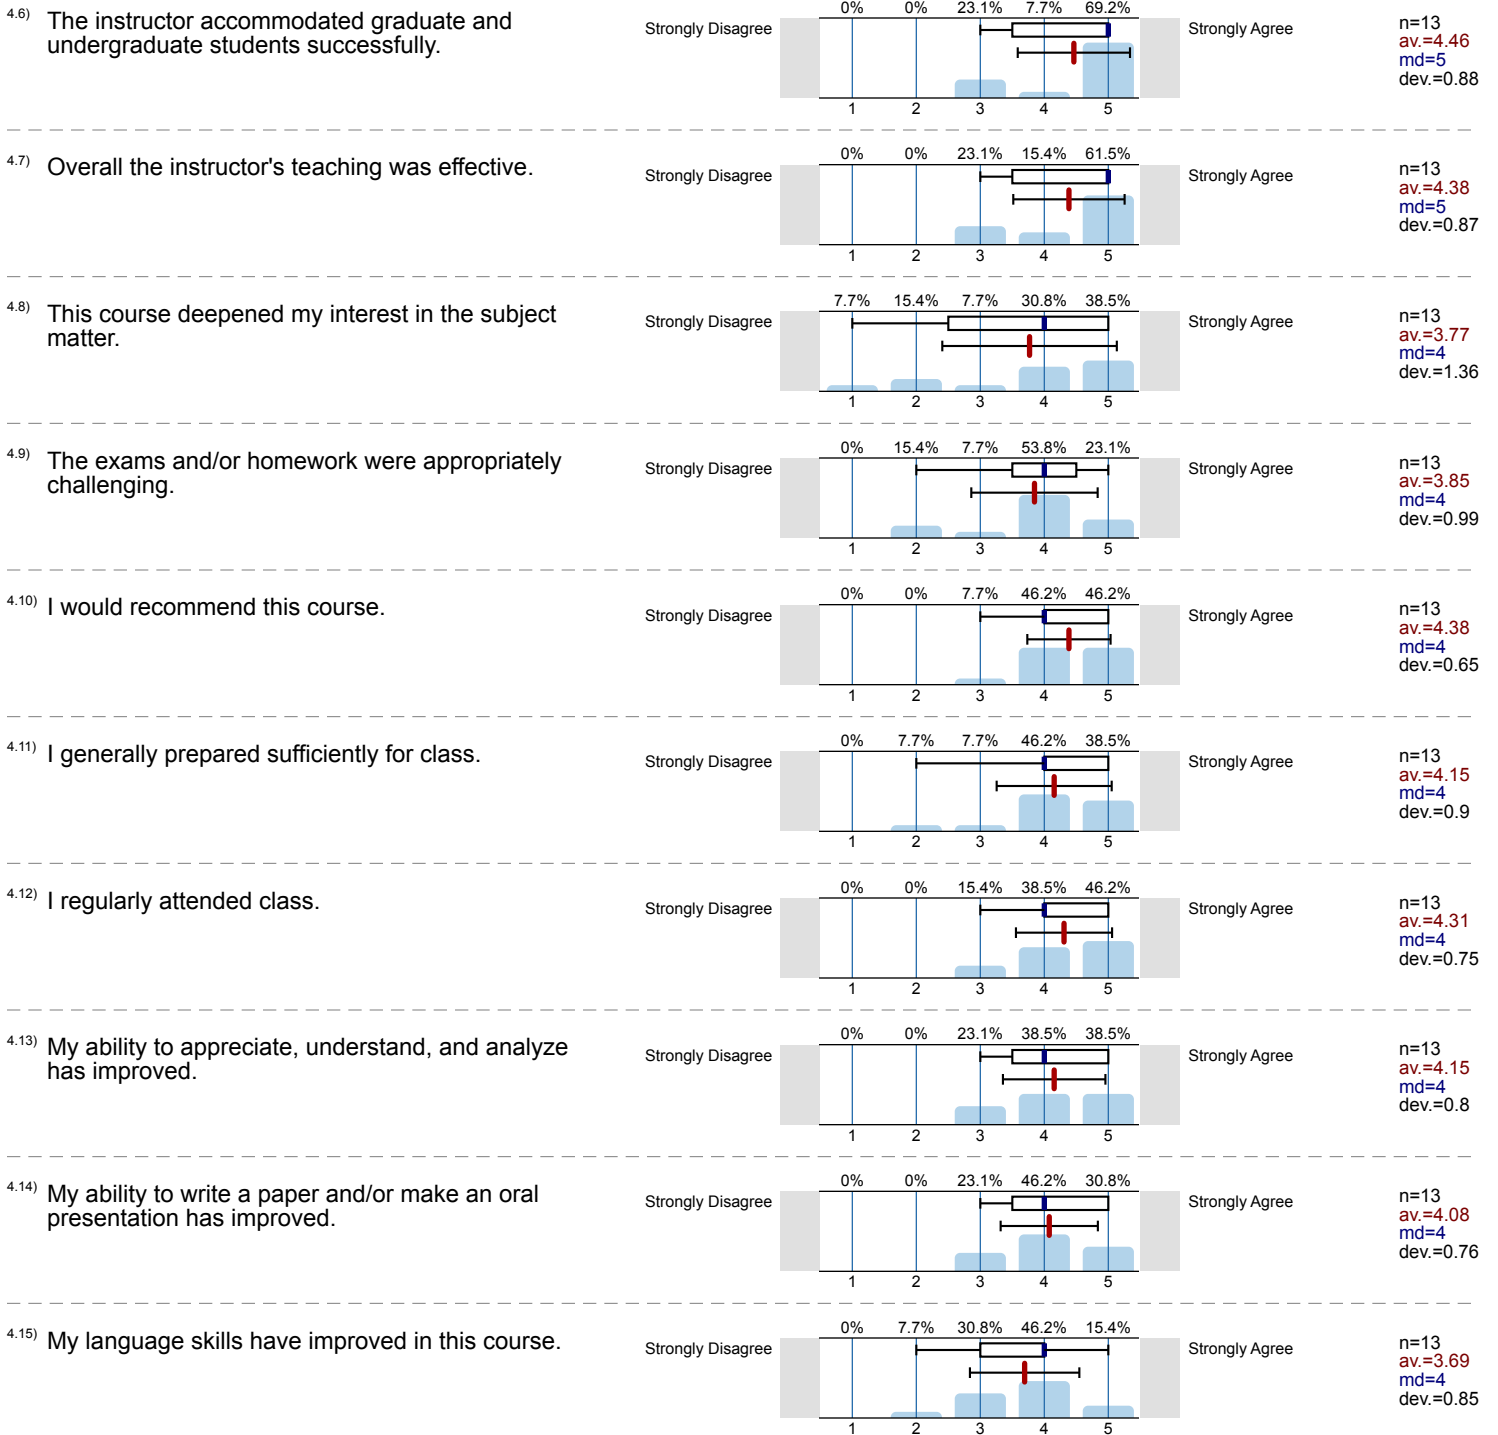 4.6) The instructor accommodated graduate and
undergraduate students successfully.
Strongly Disagree
0% 0% 23.1% 7.7% 69.2%
1 2 3 4 5
Strongly Agree
n=13
av.=4.46
md=5
dev.=0.88
4.7) Overall the instructor's teaching was effective.
Strongly Disagree
0% 0% 23.1% 15.4% 61.5%
1 2 3 4 5
Strongly Agree
n=13
av.=4.38
md=5
dev.=0.87
4.8) This course deepened my interest in the subject
matter.
Strongly Disagree
7.7% 15.4% 7.7% 30.8% 38.5%
1 2 3 4 5
Strongly Agree
n=13
av.=3.77
md=4
dev.=1.36
4.9) The exams and/or homework were appropriately
challenging.
Strongly Disagree
0% 15.4% 7.7% 53.8% 23.1%
1 2 3 4 5
Strongly Agree
n=13
av.=3.85
md=4
dev.=0.99
4.10) I would recommend this course.
Strongly Disagree
0% 0% 7.7% 46.2% 46.2%
1 2 3 4 5
Strongly Agree
n=13
av.=4.38
md=4
dev.=0.65
4.11) I generally prepared sufficiently for class.
Strongly Disagree
0% 7.7% 7.7% 46.2% 38.5%
1 2 3 4 5
Strongly Agree
n=13
av.=4.15
md=4
dev.=0.9
4.12) I regularly attended class.
Strongly Disagree
0% 0% 15.4% 38.5% 46.2%
1 2 3 4 5
Strongly Agree
n=13
av.=4.31
md=4
dev.=0.75
4.13) My ability to appreciate, understand, and analyze
has improved.
Strongly Disagree
0% 0% 23.1% 38.5% 38.5%
1 2 3 4 5
Strongly Agree
n=13
av.=4.15
md=4
dev.=0.8
4.14) My ability to write a paper and/or make an oral
presentation has improved.
Strongly Disagree
0% 0% 23.1% 46.2% 30.8%
1 2 3 4 5
Strongly Agree
n=13
av.=4.08
md=4
dev.=0.76
4.15) My language skills have improved in this course.
Strongly Disagree
0% 7.7% 30.8% 46.2% 15.4%
1 2 3 4 5
Strongly Agree
n=13
av.=3.69
md=4
dev.=0.85